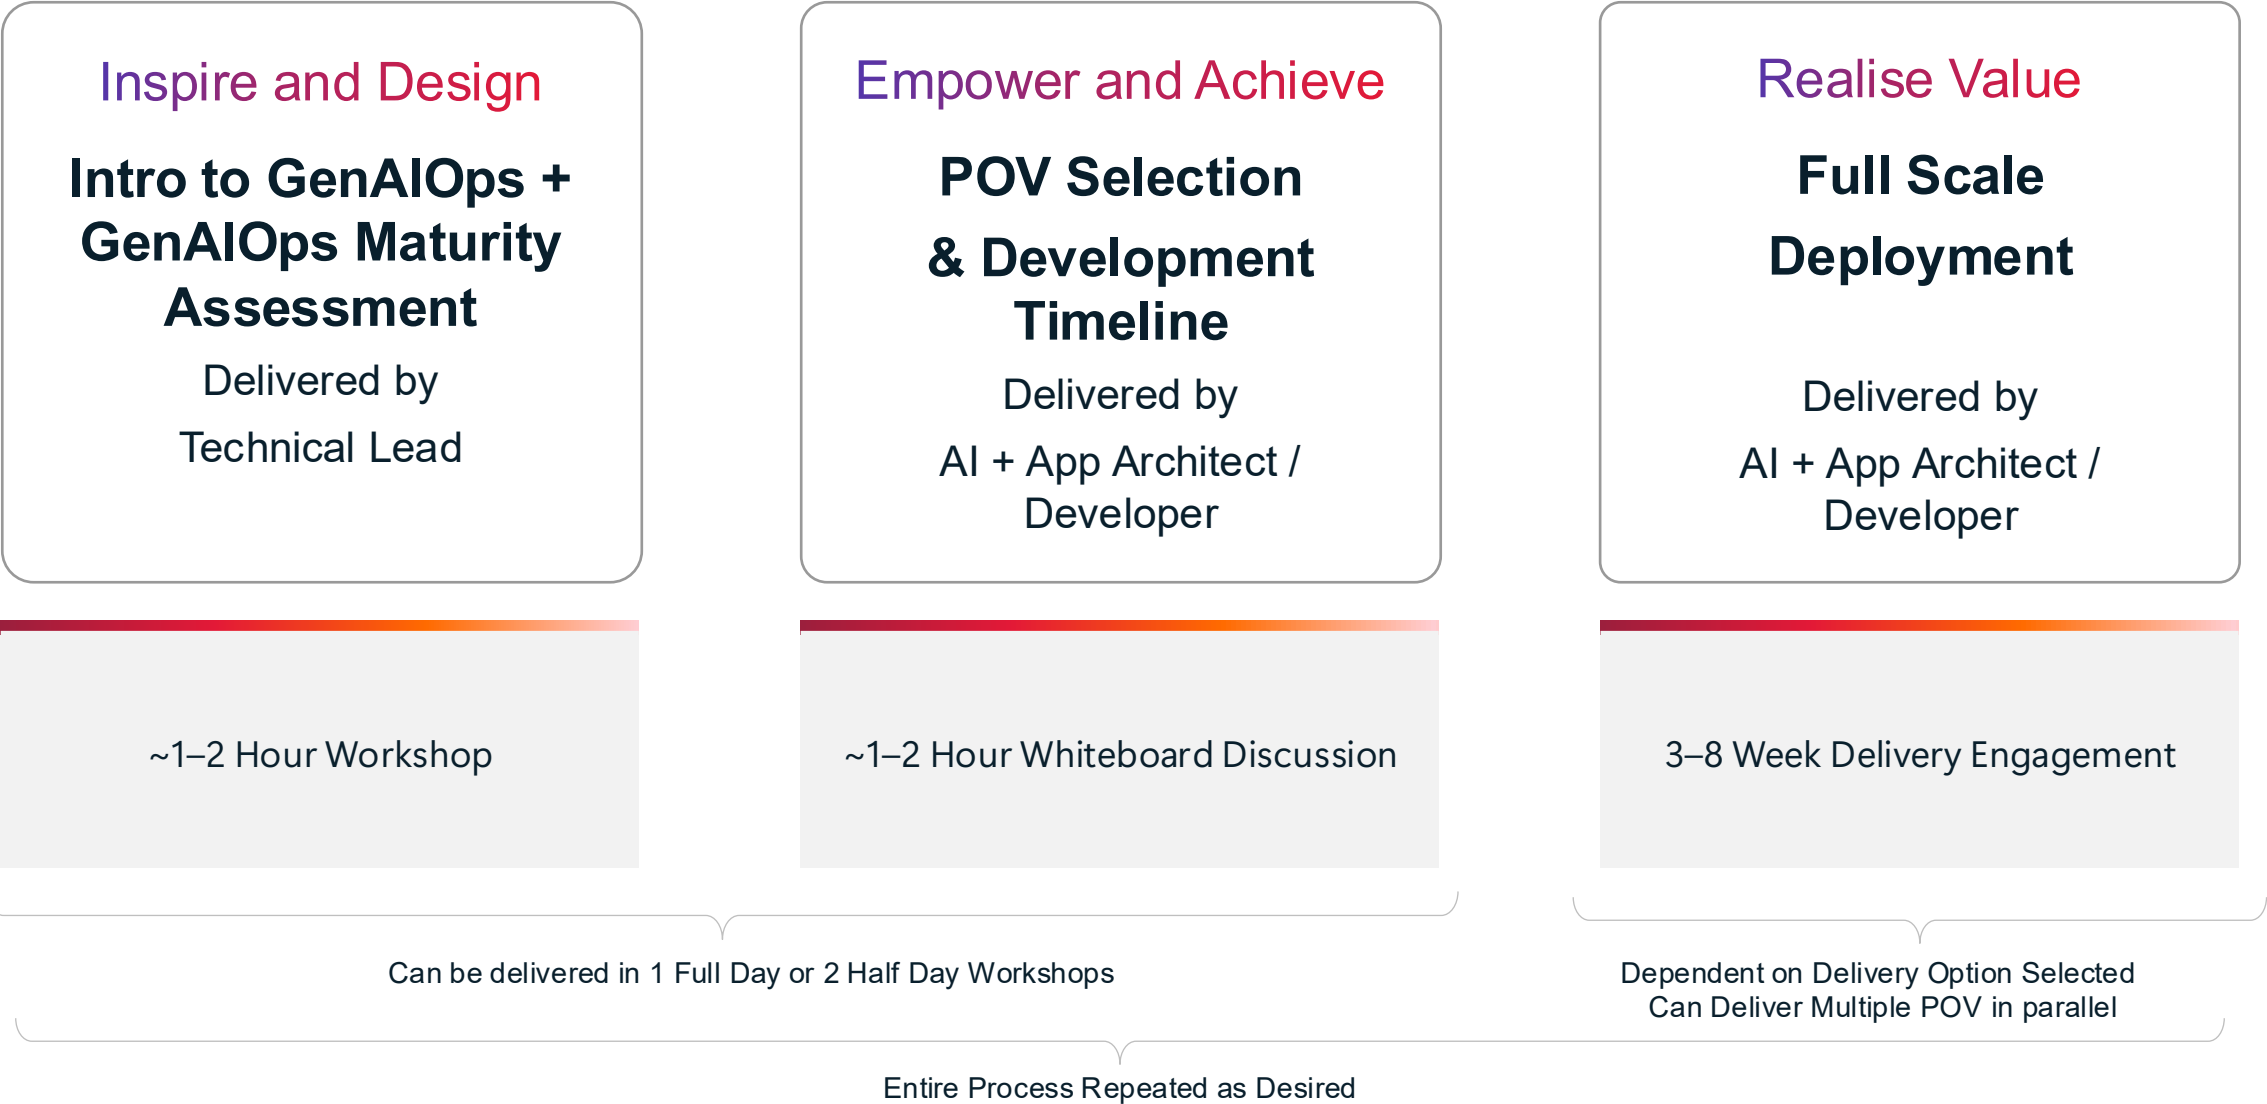 Inspire and Design
Intro to GenAIOps +
GenAIOps Maturity
Assessment
Delivered by
Technical Lead
Empower and Achieve
POV Selection
& Development
Timeline
Delivered by
AI + App Architect /
Developer
Realise Value
Full Scale
Deployment
Delivered by
AI + App Architect /
Developer
~1–2 Hour Workshop
~1–2 Hour Whiteboard Discussion
3–8 Week Delivery Engagement
Can be delivered in 1 Full Day or 2 Half Day Workshops
Dependent on Delivery Option Selected
Can Deliver Multiple POV in parallel
Entire Process Repeated as Desired